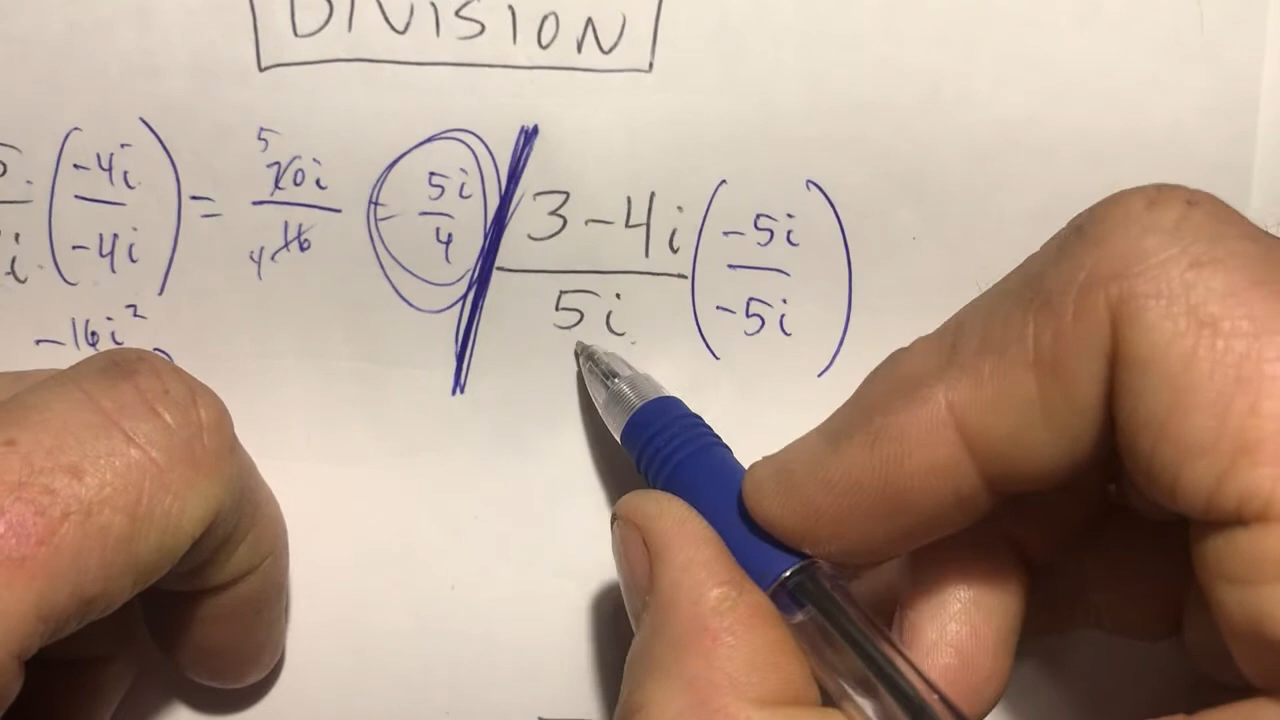 DIVISION
(-4i / -4i) = 20i / 16 = 5i / 4
-16i²
3-4i / 5i (-5i / -5i)
5
4